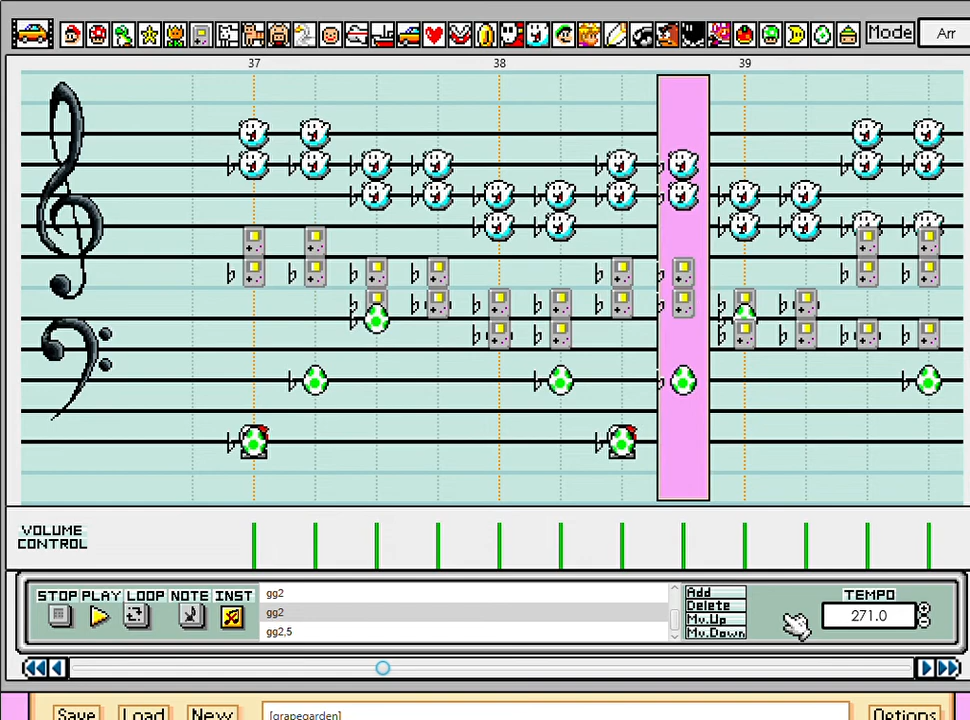 Mode Arr
37 38 39
VOLUME
CONTROL
STOP PLAY LOOP NOTE INST
gg2
gg2
gg2,5
Add
Delete
Mv.Up
Mv.Down
TEMPO
271.0
Save Load New
[grapegarden]
Options